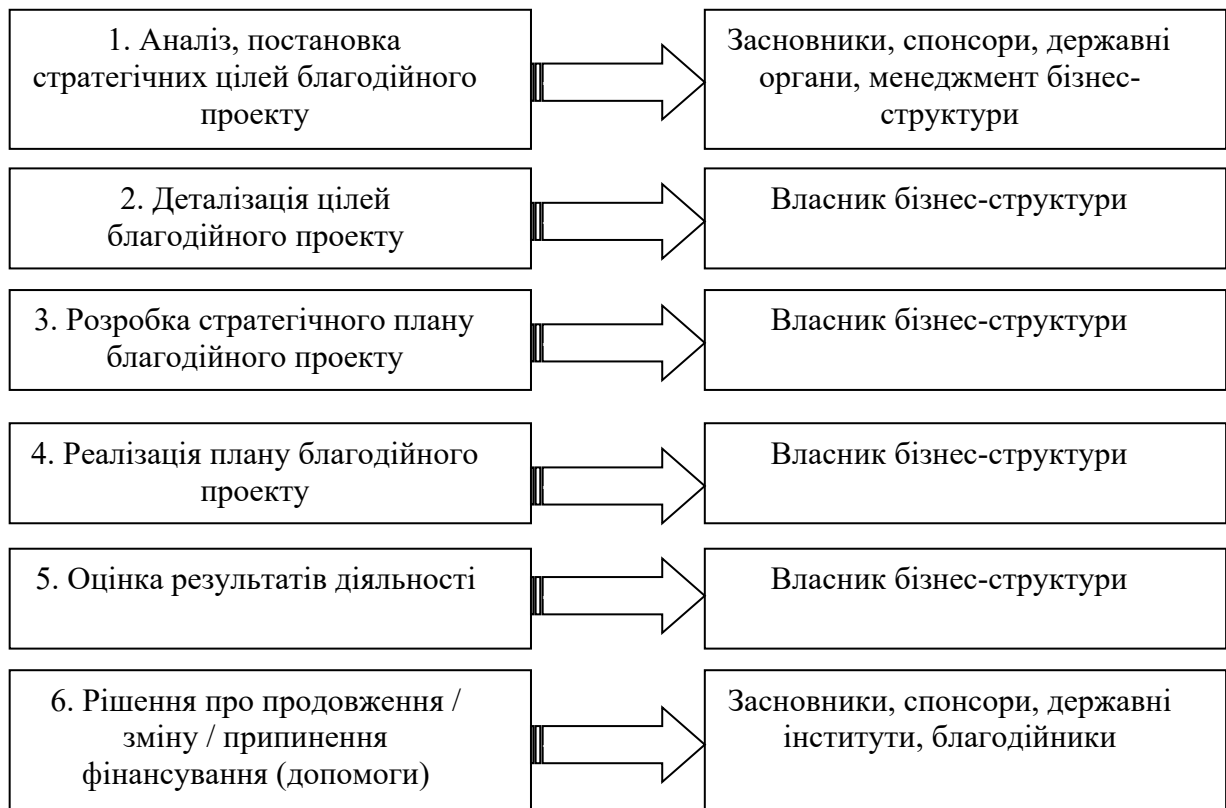 1. Аналіз, постановка
стратегічних цілей благодійного
проекту
Засновники, спонсори, державні
органи, менеджмент бізнес-
структури
2. Деталізація цілей
благодійного проекту
Власник бізнес-структури
3. Розробка стратегічного плану
благодійного проекту
Власник бізнес-структури
4. Реалізація плану благодійного
проекту
Власник бізнес-структури
5. Оцінка результатів діяльності
Власник бізнес-структури
6. Рішення про продовження /
зміну / припинення
фінансування (допомоги)
Засновники, спонсори, державні
інститути, благодійники